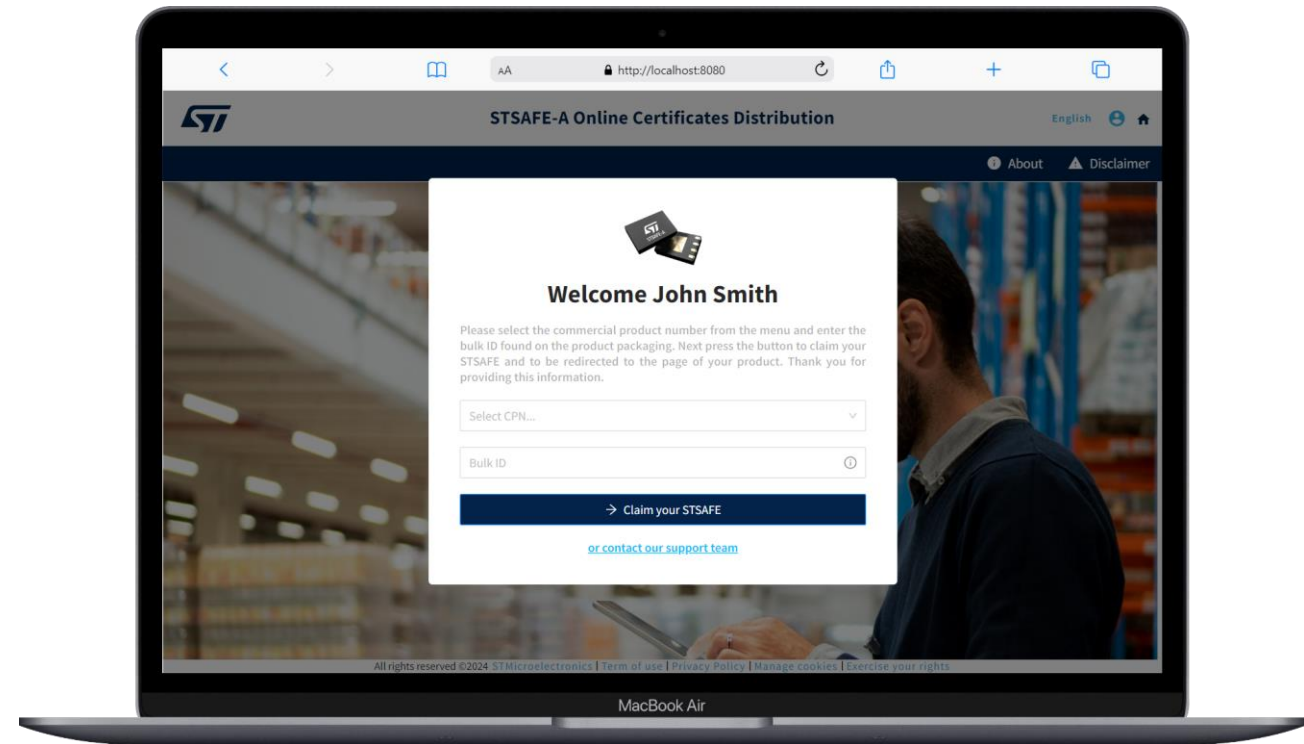 AA
http://localhost:8080
ST
STSAFE-A Online Certificates Distribution
English
About
Disclaimer
ST
STSAFE-A
Welcome John Smith
Please select the commercial product number from the menu and enter the
bulk ID found on the product packaging. Next press the button to claim your
STSAFE and to be redirected to the page of your product. Thank you for
providing this information.
Select CPN...
Bulk ID
→ Claim your STSAFE
or contact our support team
All rights reserved ©2024 STMicroelectronics | Term of use | Privacy Policy | Manage cookies | Exercise your rights
MacBook Air